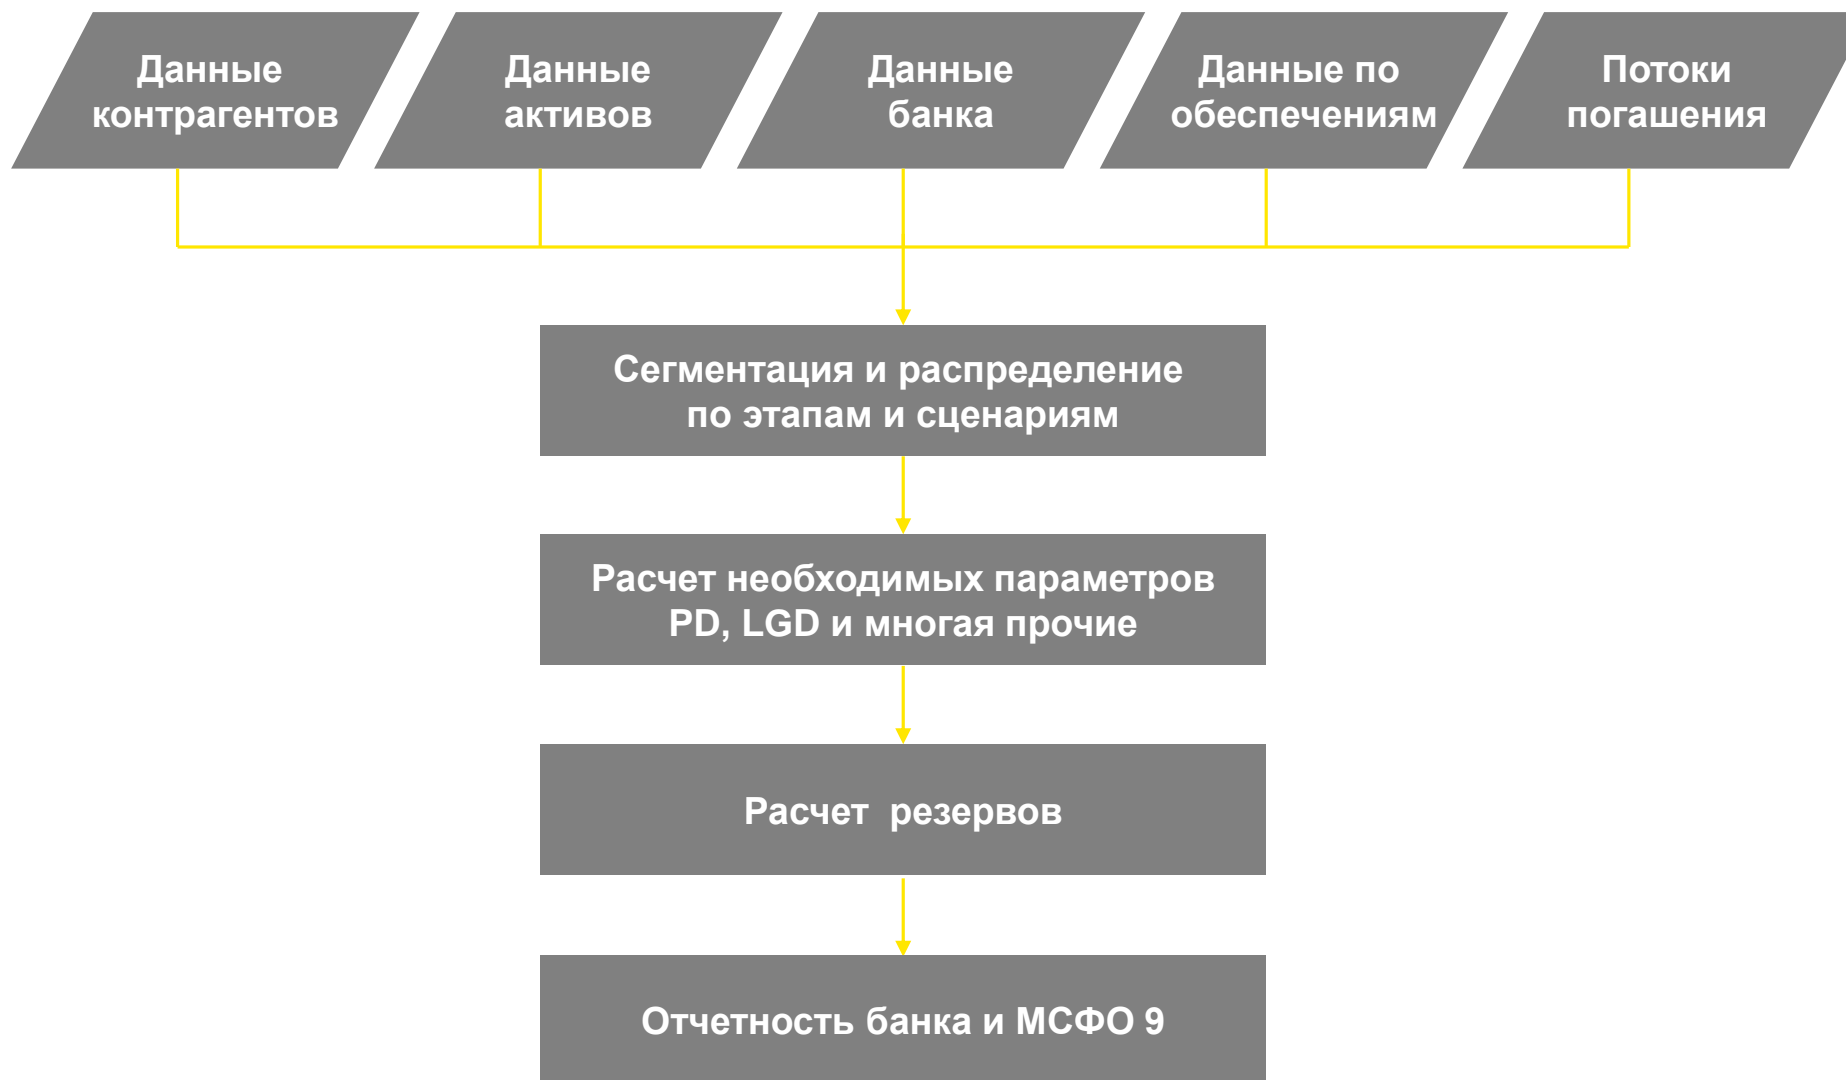 Данные
контрагентов
Данные
активов
Данные
банка
Данные по
обеспечениям
Потоки
погашения
Сегментация и распределение
по этапам и сценариям
Расчет необходимых параметров
PD, LGD и многая прочие
Расчет  резервов
Отчетность банка и МСФО 9